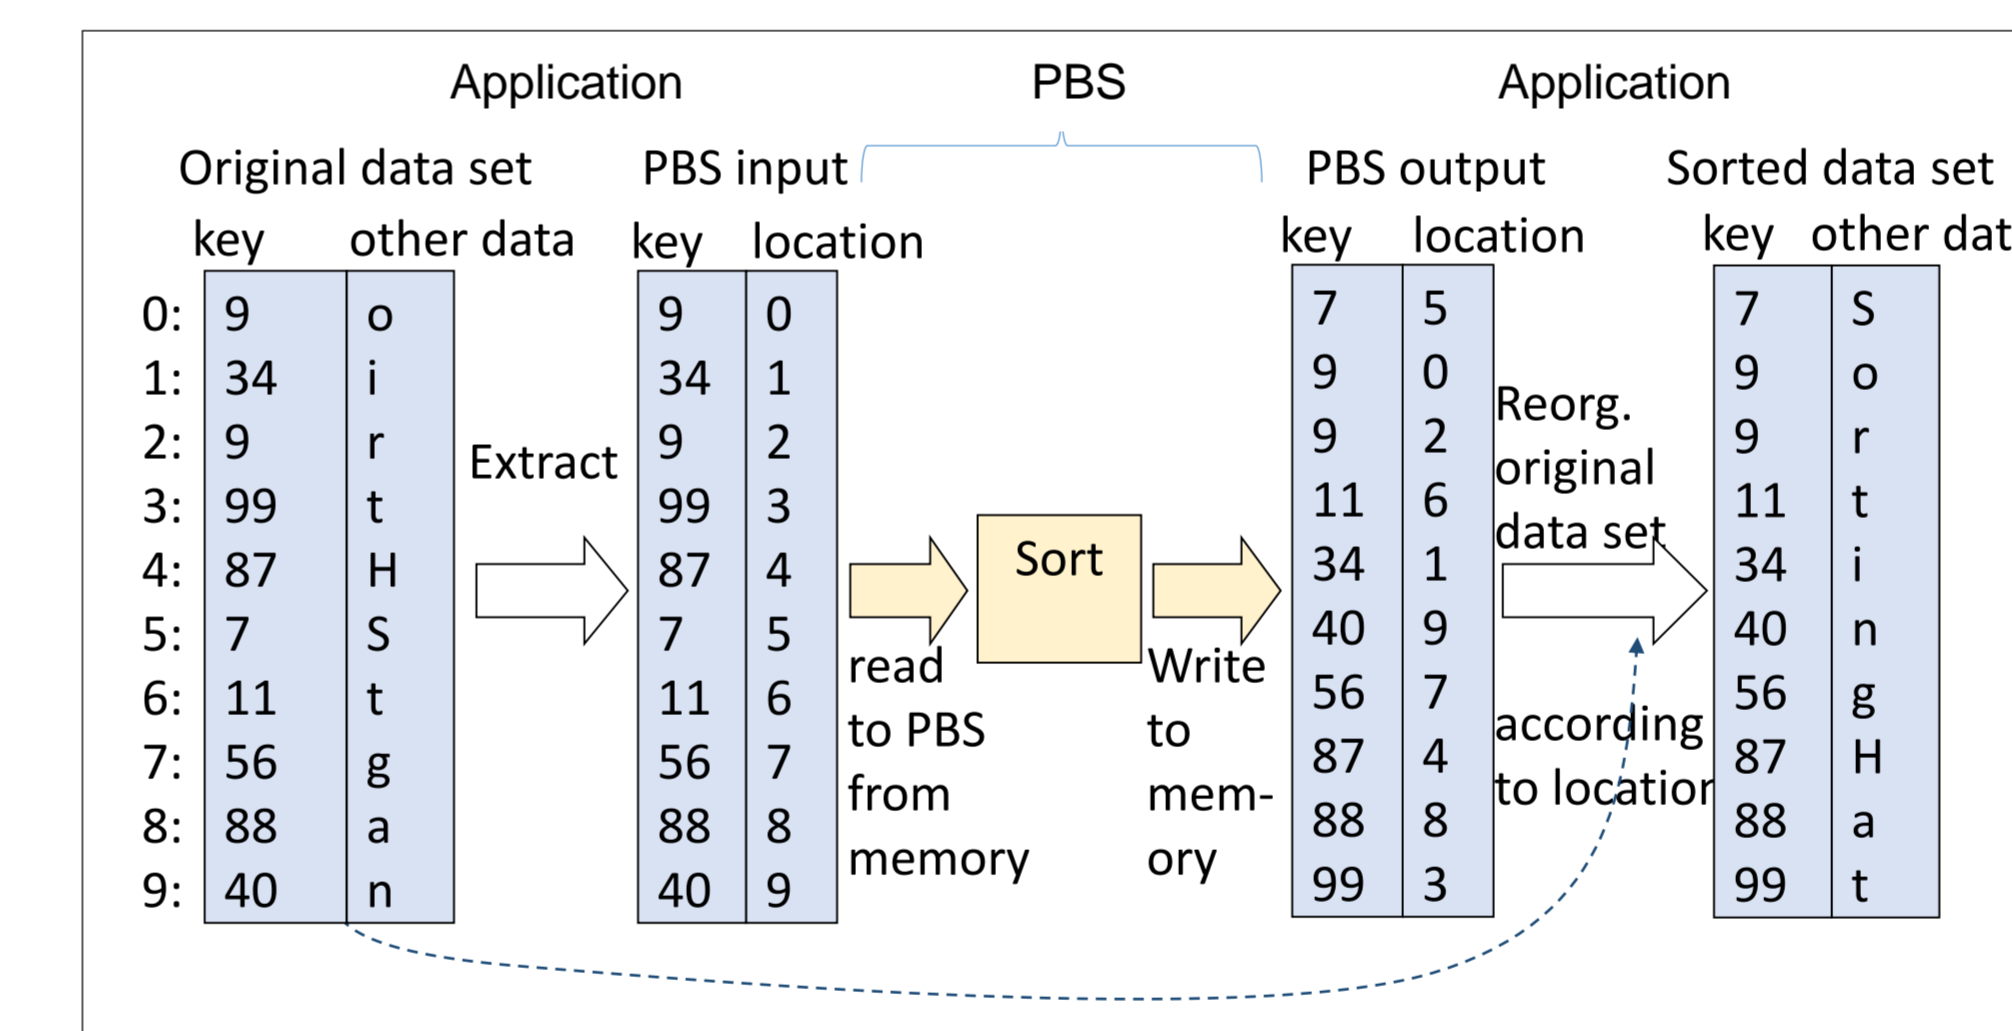 Application PBS Application
Original data set PBS input PBS output Sorted data set
key other data key location key location key other dat
0: 9 o 9 0 7 5 7 S
1: 34 i 34 1 9 0 9 o
2: 9 r 9 2 9 2 9 r
3: 99 t 99 3 11 6 11 t
4: 87 H 87 4 34 1 34 i
5: 7 S 7 5 40 9 40 n
6: 11 t 11 6 56 7 56 g
7: 56 g 56 7 87 4 87 H
8: 88 a 88 8 88 8 88 a
9: 40 n 40 9 99 3 99 t
Extract
read
to PBS
from
memory
Sort
Write
to
mem-
ory
Reorg.
original
data set
according
to location